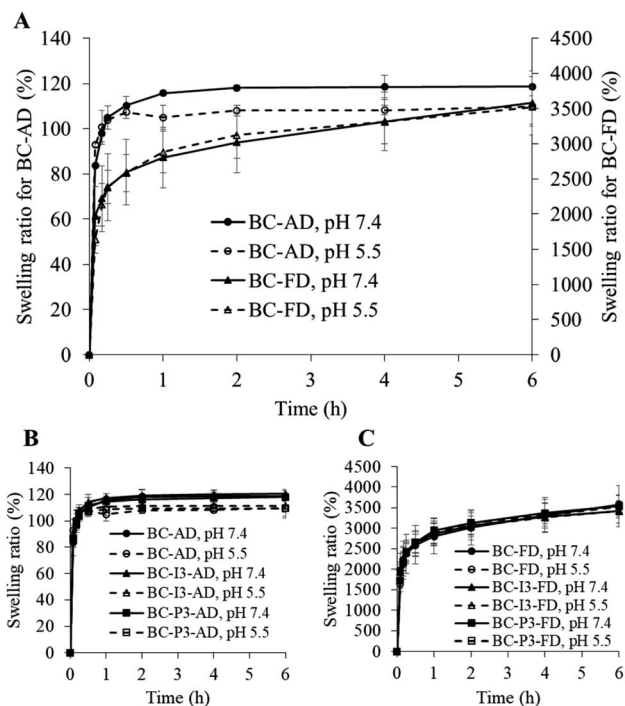 A
Swelling ratio for BC-AD (%)
140
120
100
80
60
40
20
0
4500
4000
3500
3000
2500
2000
1500
1000
500
0
Swelling ratio for BC-FD (%)
BC-AD, pH 7.4
BC-AD, pH 5.5
BC-FD, pH 7.4
BC-FD, pH 5.5
0 1 2 3 4 5 6
Time (h)
B
Swelling ratio (%)
140
120
100
80
60
40
20
0
BC-AD, pH 7.4
BC-AD, pH 5.5
BC-I3-AD, pH 7.4
BC-I3-AD, pH 5.5
BC-P3-AD, pH 7.4
BC-P3-AD, pH 5.5
0 1 2 3 4 5 6
Time (h)
C
Swelling ratio (%)
4500
4000
3500
3000
2500
2000
1500
1000
500
0
BC-FD, pH 7.4
BC-FD, pH 5.5
BC-I3-FD, pH 7.4
BC-I3-FD, pH 5.5
BC-P3-FD, pH 7.4
BC-P3-FD, pH 5.5
0 1 2 3 4 5 6
Time (h)